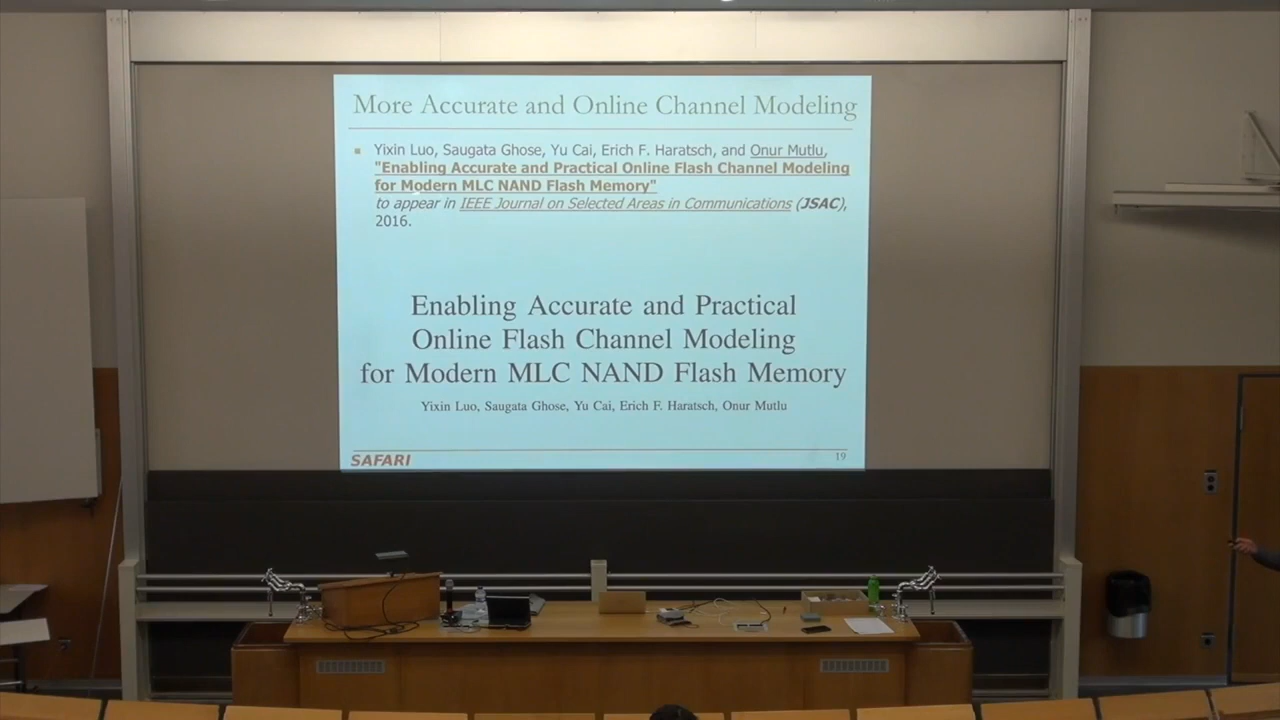 More Accurate and Online Channel Modeling
Yixin Luo, Saugata Ghose, Yu Cai, Erich F. Haratsch, and Onur Mutlu,
"Enabling Accurate and Practical Online Flash Channel Modeling
for Modern MLC NAND Flash Memory"
to appear in IEEE Journal on Selected Areas in Communications (JSAC),
2016.
Enabling Accurate and Practical
Online Flash Channel Modeling
for Modern MLC NAND Flash Memory
Yixin Luo, Saugata Ghose, Yu Cai, Erich F. Haratsch, Onur Mutlu
SAFARI
19